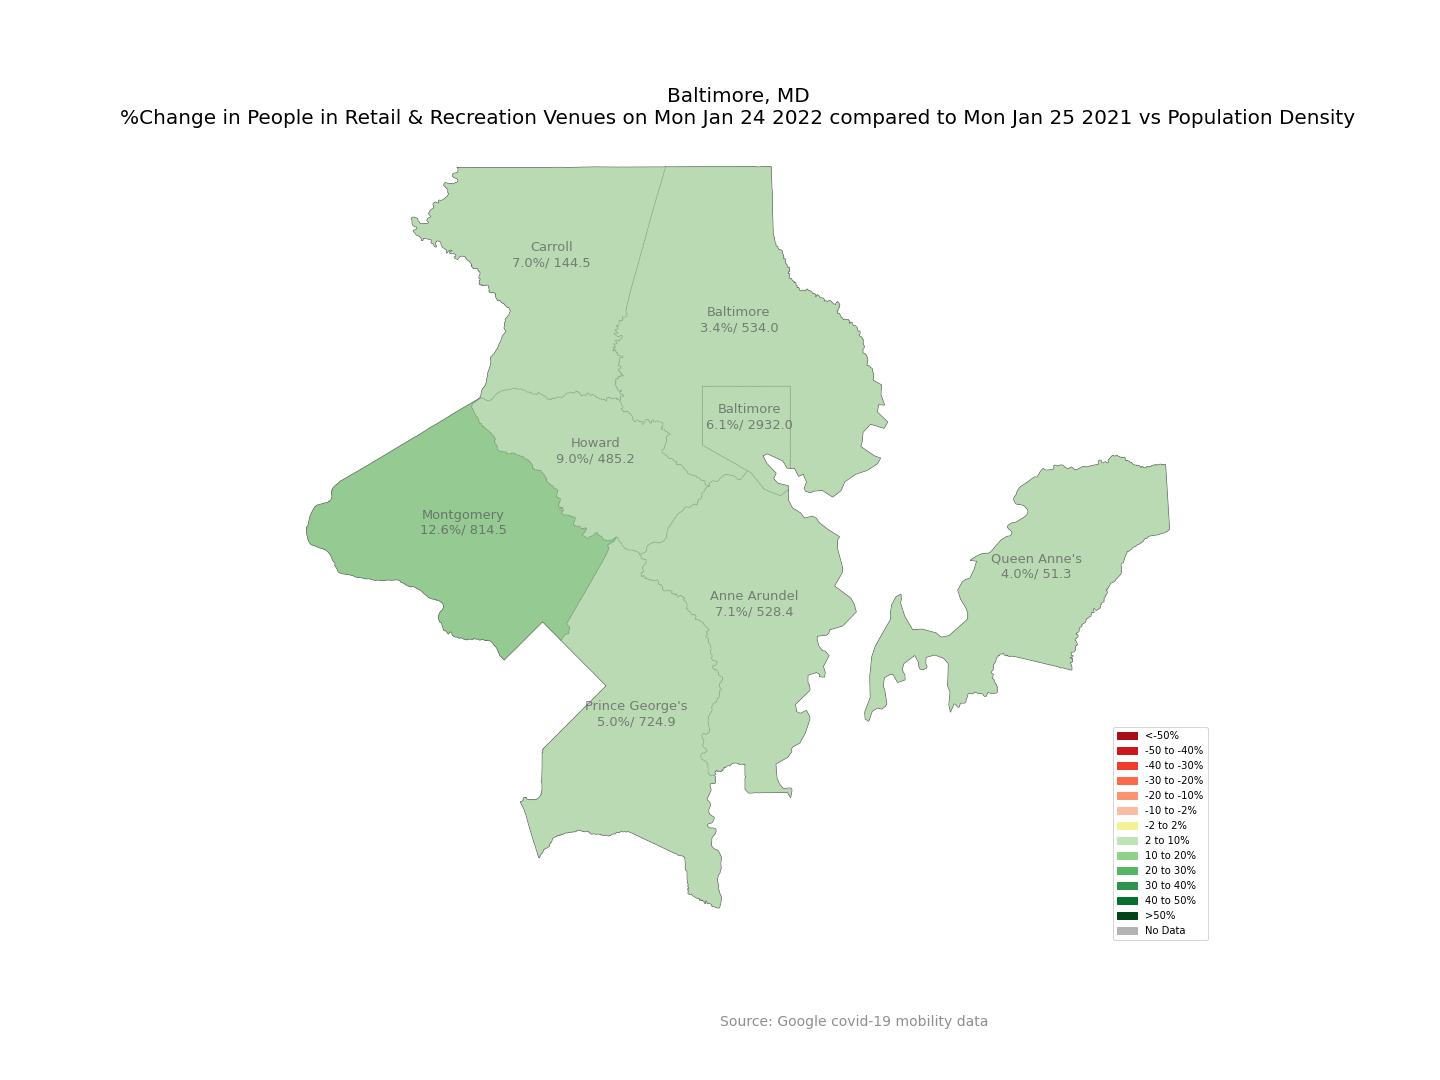 Baltimore, MD
%Change in People in Retail & Recreation Venues on Mon Jan 24 2022 compared to Mon Jan 25 2021 vs Population Density
Carroll
7.0%/ 144.5
Baltimore
3.4%/ 534.0
Baltimore
6.1%/ 2932.0
Howard
9.0%/ 485.2
Montgomery
12.6%/ 814.5
Queen Anne's
4.0%/ 51.3
Anne Arundel
7.1%/ 528.4
Prince George's
5.0%/ 724.9
<-50%
-50 to -40%
-40 to -30%
-30 to -20%
-20 to -10%
-10 to -2%
-2 to 2%
2 to 10%
10 to 20%
20 to 30%
30 to 40%
40 to 50%
>50%
No Data
Source: Google covid-19 mobility data